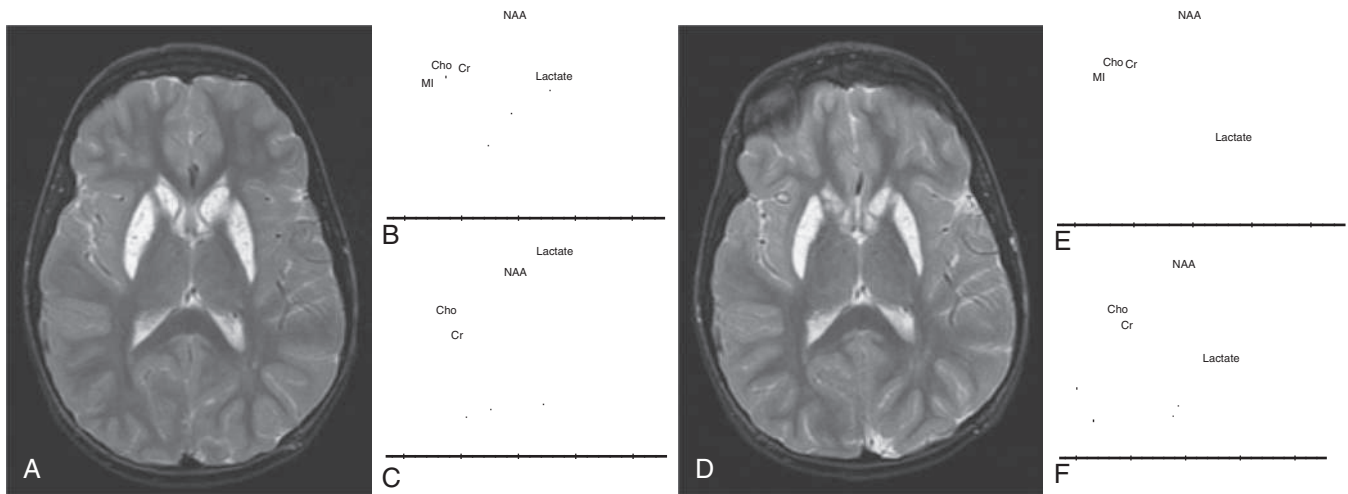 NAA
Cho
Cr
MI
Lactate
B
Lactate
NAA
Cho
Cr
A
C
NAA
Cho
Cr
MI
Lactate
E
NAA
Cho
Cr
Lactate
D
F